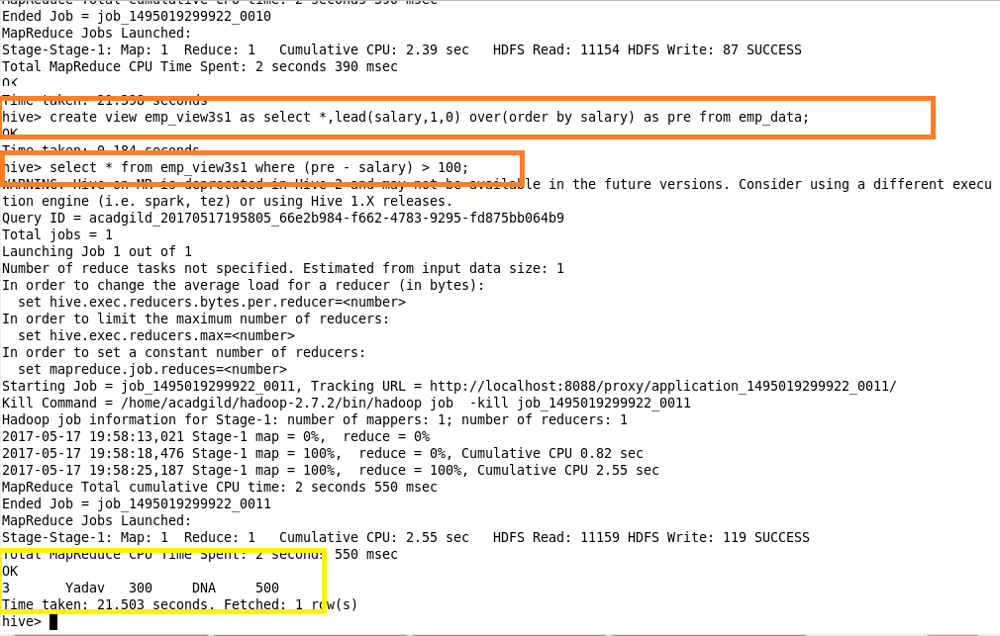 MapReduce Total cumulative CPU time: 2 seconds 390 msec
Ended Job = job_1495019299922_0010
MapReduce Jobs Launched:
Stage-Stage-1: Map: 1  Reduce: 1   Cumulative CPU: 2.39 sec   HDFS Read: 11154 HDFS Write: 87 SUCCESS
Total MapReduce CPU Time Spent: 2 seconds 390 msec
OK
Time taken: 21.398 seconds
hive> create view emp_view3s1 as select *,lead(salary,1,0) over(order by salary) as pre from emp_data;
OK
Time taken: 0.184 seconds
hive> select * from emp_view3s1 where (pre - salary) > 100;
WARNING: Hive-on-MR is deprecated in Hive 2 and may not be available in the future versions. Consider using a different execu
tion engine (i.e. spark, tez) or using Hive 1.X releases.
Query ID = acadgild_20170517195805_66e2b984-f662-4783-9295-fd875bb064b9
Total jobs = 1
Launching Job 1 out of 1
Number of reduce tasks not specified. Estimated from input data size: 1
In order to change the average load for a reducer (in bytes):
  set hive.exec.reducers.bytes.per.reducer=<number>
In order to limit the maximum number of reducers:
  set hive.exec.reducers.max=<number>
In order to set a constant number of reducers:
  set mapreduce.job.reduces=<number>
Starting Job = job_1495019299922_0011, Tracking URL = http://localhost:8088/proxy/application_1495019299922_0011/
Kill Command = /home/acadgild/hadoop-2.7.2/bin/hadoop job  -kill job_1495019299922_0011
Hadoop job information for Stage-1: number of mappers: 1; number of reducers: 1
2017-05-17 19:58:13,021 Stage-1 map = 0%,  reduce = 0%
2017-05-17 19:58:18,476 Stage-1 map = 100%,  reduce = 0%, Cumulative CPU 0.82 sec
2017-05-17 19:58:25,187 Stage-1 map = 100%,  reduce = 100%, Cumulative CPU 2.55 sec
MapReduce Total cumulative CPU time: 2 seconds 550 msec
Ended Job = job_1495019299922_0011
MapReduce Jobs Launched:
Stage-Stage-1: Map: 1  Reduce: 1   Cumulative CPU: 2.55 sec   HDFS Read: 11159 HDFS Write: 119 SUCCESS
Total MapReduce CPU Time Spent: 2 seconds 550 msec
OK
3       Yadav   300     DNA     500
Time taken: 21.503 seconds. Fetched: 1 row(s)
hive>